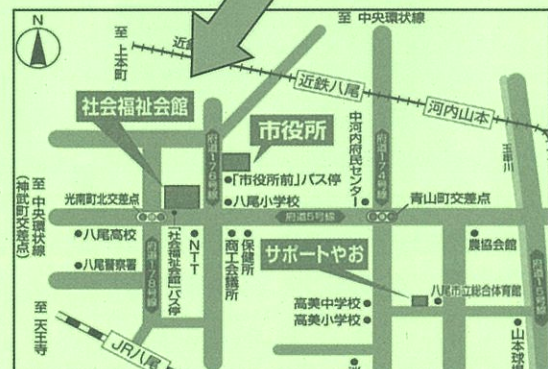 N
至 中央環状線
至 上本町
近鉄八尾
河内山本
社会福祉会館
市役所
府道176号線
中河内府民センター
府道174号線
玉串川
●「市役所前」バス停
●八尾小学校
光南町北交差点
青山町交差点
府道5号線
至 中央環状線
(神武町交差点)
●八尾高校
●八尾警察署
府道178号線
「社会福祉会館」バス停
NTT
商工会議所
保健所
サポートやお
農協会館
八尾市立総合体育館
高美中学校●
高美小学校●
府道15号線
山本球場
至 天王寺
JR八尾